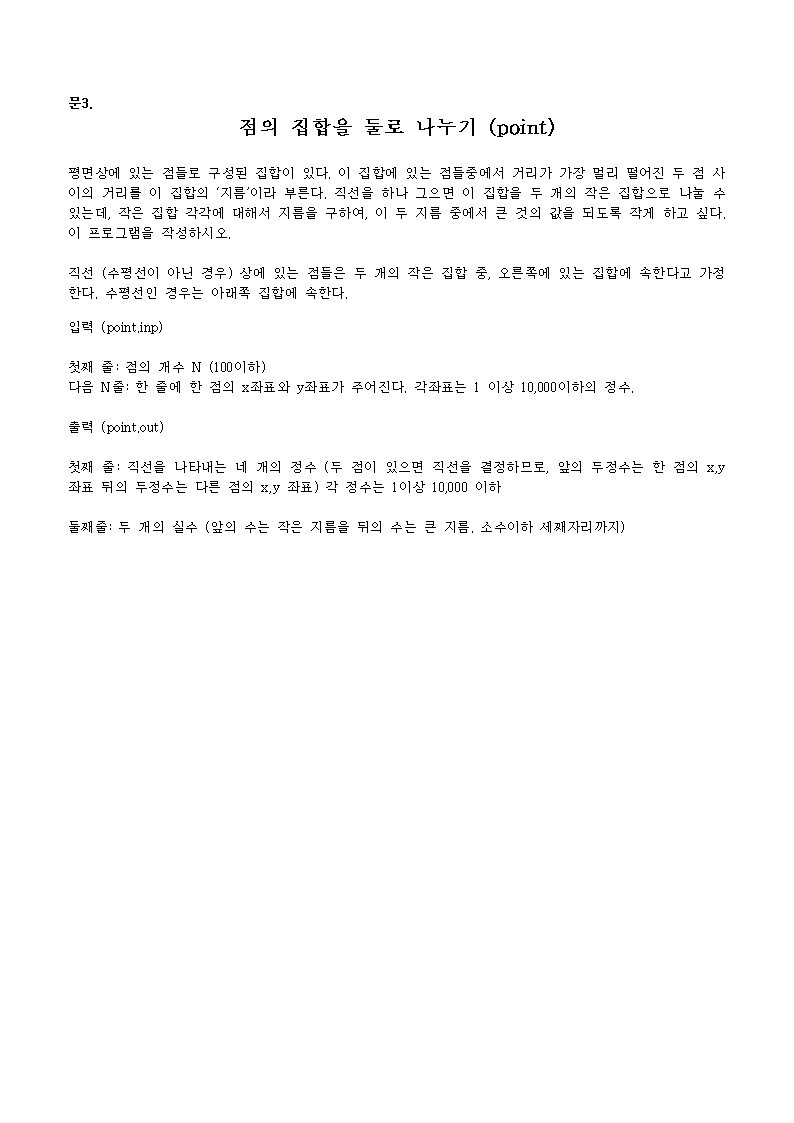 문3.
점의 집합을 둘로 나누기 (point)
평면상에 있는 점들로 구성된 집합이 있다. 이 집합에 있는 점들중에서 거리가 가장 멀리 떨어진 두 점 사
이의 거리를 이 집합의 ‘지름’이라 부른다. 직선을 하나 그으면 이 집합을 두 개의 작은 집합으로 나눌 수
있는데, 작은 집합 각각에 대해서 지름을 구하여, 이 두 지름 중에서 큰 것의 값을 되도록 작게 하고 싶다.
이 프로그램을 작성하시오.
직선 (수평선이 아닌 경우) 상에 있는 점들은 두 개의 작은 집합 중, 오른쪽에 있는 집합에 속한다고 가정
한다. 수평선인 경우는 아래쪽 집합에 속한다.
입력 (point.inp)
첫째 줄: 점의 개수 N (100이하)
다음 N줄: 한 줄에 한 점의 x좌표와 y좌표가 주어진다. 각좌표는 1 이상 10,000이하의 정수.
출력 (point.out)
첫째 줄: 직선을 나타내는 네 개의 정수 (두 점이 있으면 직선을 결정하므로, 앞의 두정수는 한 점의 x,y
좌표 뒤의 두정수는 다른 점의 x,y 좌표) 각 정수는 1이상 10,000 이하
둘째줄: 두 개의 실수 (앞의 수는 작은 지름을 뒤의 수는 큰 지름. 소수이하 세째자리까지)